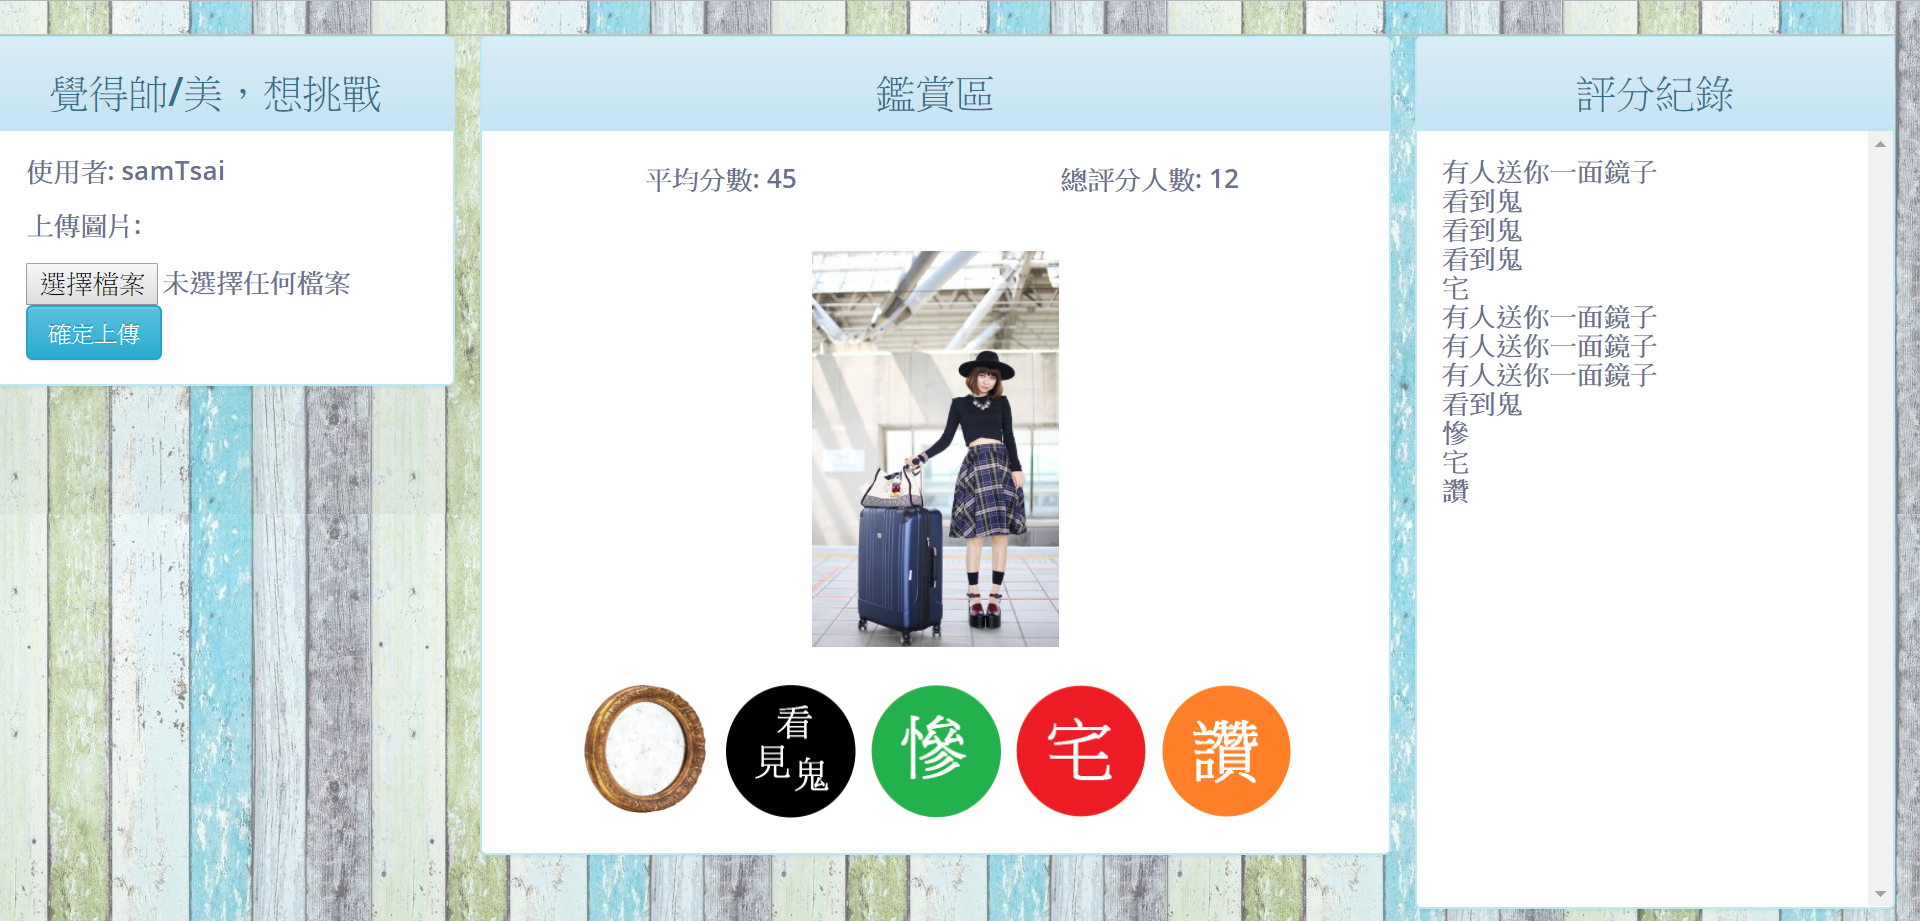 覺得帥/美，想挑戰
使用者: samTsai
上傳圖片:
選擇檔案 未選擇任何檔案
確定上傳
鑑賞區
平均分數: 45
總評分人數: 12
看
見鬼
慘
宅
讚
評分紀錄
有人送你一面鏡子
看到鬼
看到鬼
看到鬼
宅
有人送你一面鏡子
有人送你一面鏡子
有人送你一面鏡子
看到鬼
慘
宅
讚